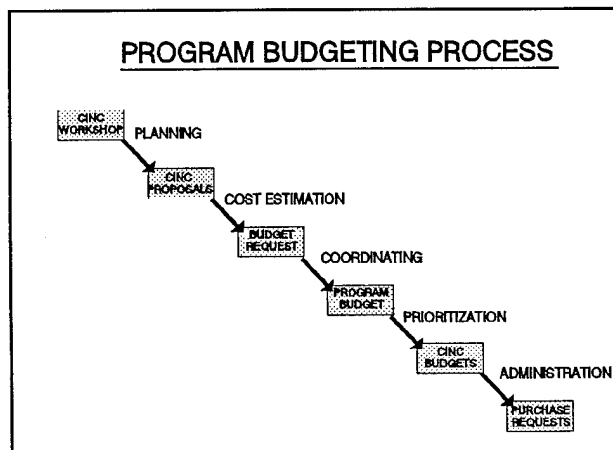 PROGRAM BUDGETING PROCESS
CINC
WORKSHOP
PLANNING
CINC
PROPOSALS
COST ESTIMATION
BUDGET
REQUEST
COORDINATING
PROGRAM
BUDGET
PRIORITIZATION
CINC
BUDGETS
ADMINISTRATION
PURCHASE
REQUESTS